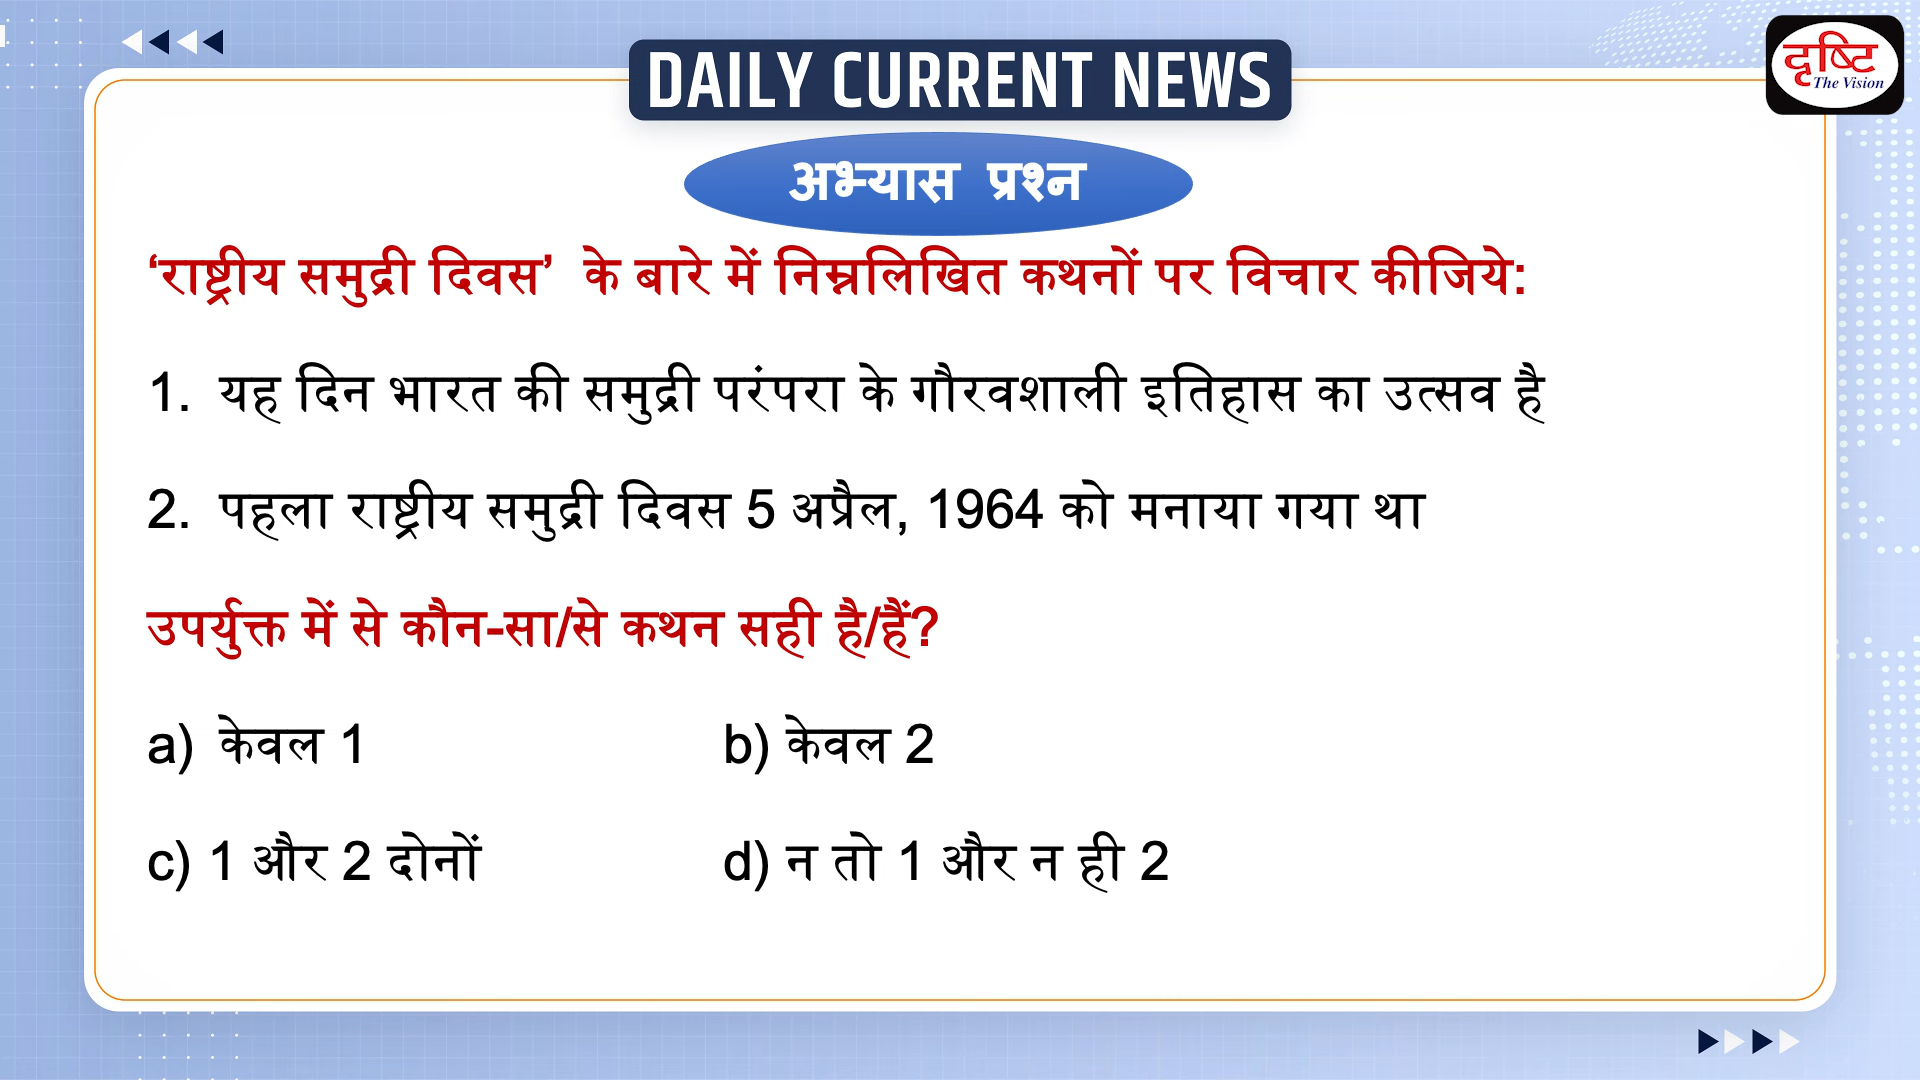 DAILY CURRENT NEWS
दृष्टि
The Vision
अभ्यास प्रश्न
‘राष्ट्रीय समुद्री दिवस’ के बारे में निम्नलिखित कथनों पर विचार कीजिये:
1. यह दिन भारत की समुद्री परंपरा के गौरवशाली इतिहास का उत्सव है
2. पहला राष्ट्रीय समुद्री दिवस 5 अप्रैल, 1964 को मनाया गया था
उपर्युक्त में से कौन-सा/से कथन सही है/हैं?
a) केवल 1 b) केवल 2
c) 1 और 2 दोनों d) न तो 1 और न ही 2